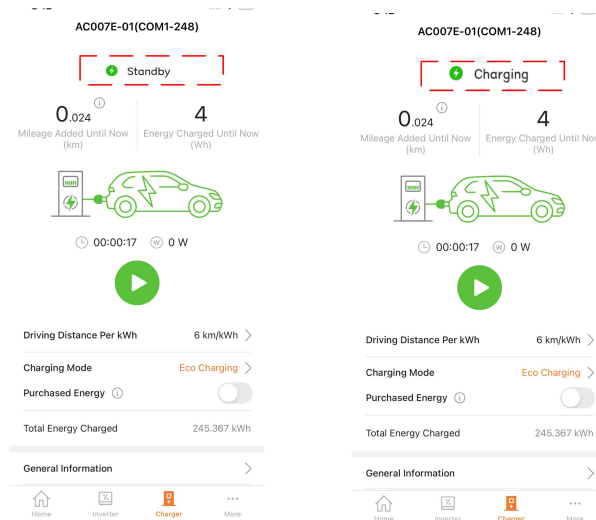 AC007E-01(COM1-248)
Standby
0.024
4
Mileage Added Until Now
(km)
Energy Charged Until Now
(Wh)
00:00:17
W 0 W
Driving Distance Per kWh 6 km/kWh
Charging Mode Eco Charging
Purchased Energy
Total Energy Charged 245.367 kWh
General Information
Home Inverter Charger More
AC007E-01(COM1-248)
Charging
0.024
4
Mileage Added Until Now
(km)
Energy Charged Until Nov
(Wh)
00:00:17
W 0 W
Driving Distance Per kWh 6 km/kWh
Charging Mode Eco Charging
Purchased Energy
Total Energy Charged 245.367 kWh
General Information
Home Inverter Charger More